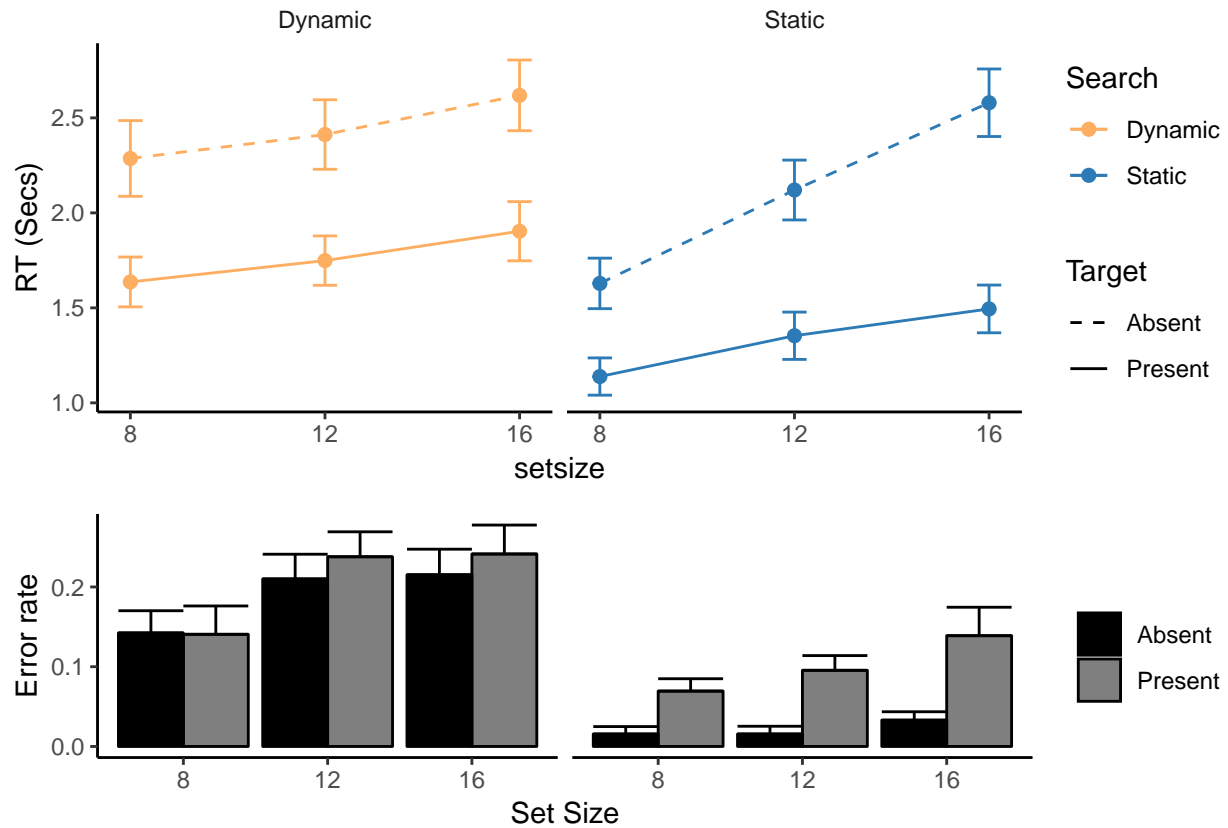 Dynamic
Static
RT (Secs)
2.5
2.0
1.5
1.0
8 12 16
8 12 16
setsize
Search
Dynamic
Static
Target
Absent
Present
Error rate
0.2
0.1
0.0
8 12 16
8 12 16
Set Size
Absent
Present